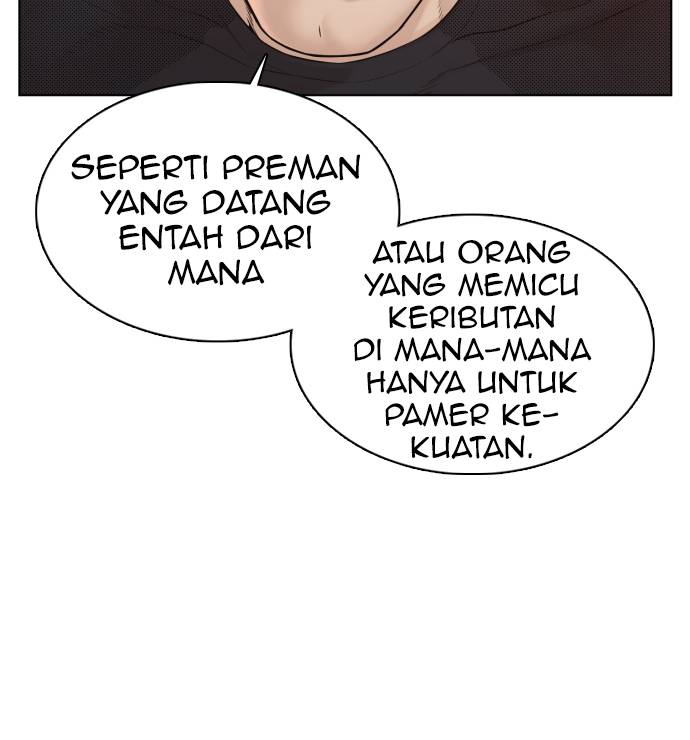 SEPERTI PREMAN
YANG DATANG
ENTAH DARI
MANA
ATAU ORANG
YANG MEMICU
KERIBUTAN
DI MANA-MANA
HANYA UNTUK
PAMER KE-
KUATAN.